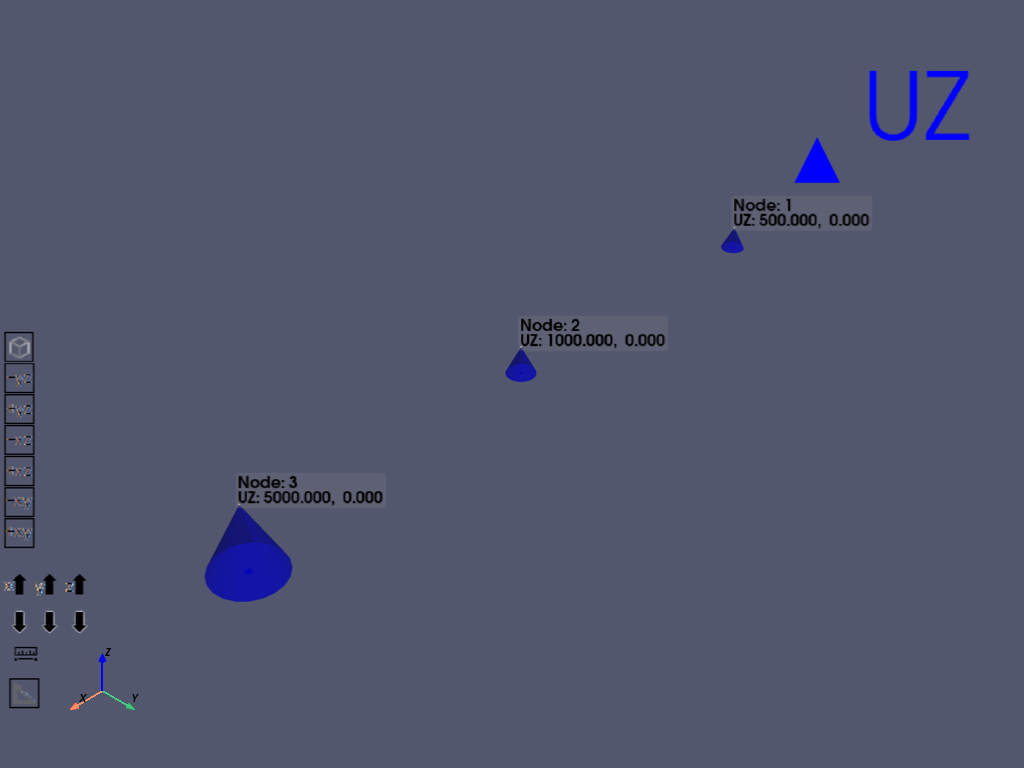 UZ
Node: 1
UZ: 500.000, 0.000
Node: 2
UZ: 1000.000, 0.000
Node: 3
UZ: 5000.000, 0.000
-yz
+yz
-xz
+xz
-xy
+xy
x y z
Z
X Y